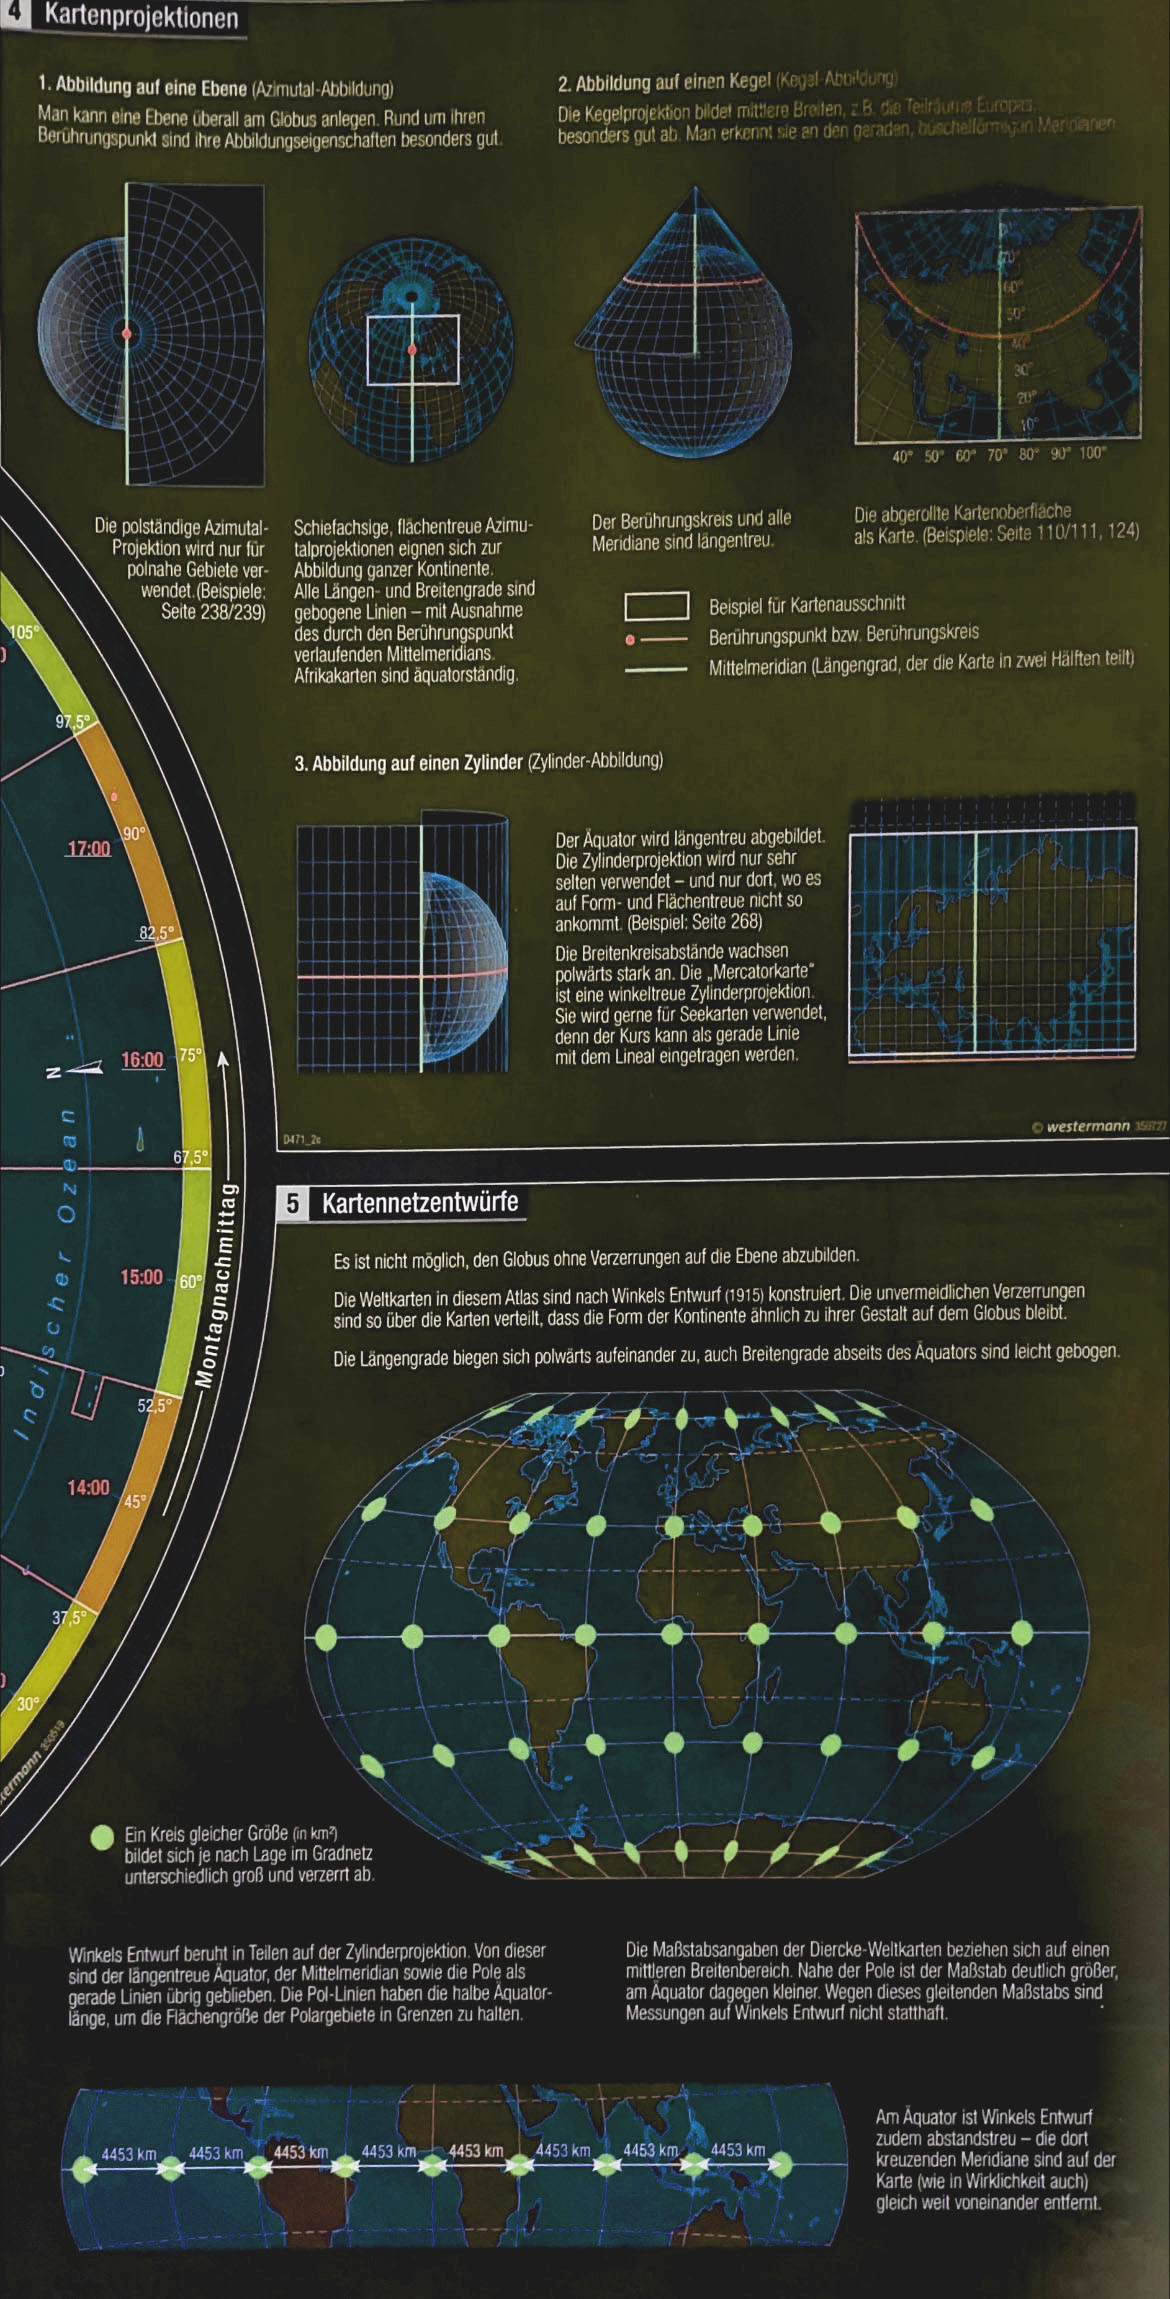 4 Kartenprojektionen
1. Abbildung auf eine Ebene (Azimutal-Abbildung)
Man kann eine Ebene überall am Globus anlegen. Rund um ihren
Berührungspunkt sind ihre Abbildungseigenschaften besonders gut.
2. Abbildung auf einen Kegel (Kegel-Abbildung)
Die Kegelprojektion bildet mittlere Breiten, z.B. die Teilräume Europas,
besonders gut ab. Man erkennt sie an den geraden, büschelförmigen Meridianen.
70°
60°
50°
40°
30°
20°
10°
40° 50° 60° 70° 80° 90° 100°
Die polständige Azimutal-
Projektion wird nur für
polnahe Gebiete ver-
wendet. (Beispiele:
Seite 238/239)
Schiefachsige, flächentreue Azimu-
talprojektionen eignen sich zur
Abbildung ganzer Kontinente.
Alle Längen- und Breitengrade sind
gebogene Linien – mit Ausnahme
des durch den Berührungspunkt
verlaufenden Mittelmeridians.
Afrikakarten sind äquatorständig.
Der Berührungskreis und alle
Meridiane sind längentreu.
Die abgerollte Kartenoberfläche
als Karte. (Beispiele: Seite 110/111, 124)
Beispiel für Kartenausschnitt
Berührungspunkt bzw. Berührungskreis
Mittelmeridian (Längengrad, der die Karte in zwei Hälften teilt)
3. Abbildung auf einen Zylinder (Zylinder-Abbildung)
Der Äquator wird längentreu abgebildet.
Die Zylinderprojektion wird nur sehr
selten verwendet – und nur dort, wo es
auf Form- und Flächentreue nicht so
ankommt. (Beispiel: Seite 268)
Die Breitenkreisabstände wachsen
polwärts stark an. Die „Mercatorkarte“
ist eine winkeltreue Zylinderprojektion.
Sie wird gerne für Seekarten verwendet,
denn der Kurs kann als gerade Linie
mit dem Lineal eingetragen werden.
D471_2c
© westermann
105°
97,5°
90°
17:00
82,5°
16:00
75°
N
67,5°
Indischer Ozean
Montagnachmittag
15:00
60°
52,5°
14:00
45°
37,5°
30°
5 Kartennetzentwürfe
Es ist nicht möglich, den Globus ohne Verzerrungen auf die Ebene abzubilden.
Die Weltkarten in diesem Atlas sind nach Winkels Entwurf (1915) konstruiert. Die unvermeidlichen Verzerrungen
sind so über die Karten verteilt, dass die Form der Kontinente ähnlich zu ihrer Gestalt auf dem Globus bleibt.
Die Längengrade biegen sich polwärts aufeinander zu, auch Breitengrade abseits des Äquators sind leicht gebogen.
Ein Kreis gleicher Größe (in km²)
bildet sich je nach Lage im Gradnetz
unterschiedlich groß und verzerrt ab.
Winkels Entwurf beruht in Teilen auf der Zylinderprojektion. Von dieser
sind der längentreue Äquator, der Mittelmeridian sowie die Pole als
gerade Linien übrig geblieben. Die Pol-Linien haben die halbe Äquator-
länge, um die Flächengröße der Polargebiete in Grenzen zu halten.
Die Maßstabsangaben der Diercke-Weltkarten beziehen sich auf einen
mittleren Breitenbereich. Nahe der Pole ist der Maßstab deutlich größer,
am Äquator dagegen kleiner. Wegen dieses gleitenden Maßstabs sind
Messungen auf Winkels Entwurf nicht statthaft.
4453 km 4453 km 4453 km 4453 km 4453 km 4453 km 4453 km 4453 km
Am Äquator ist Winkels Entwurf
zudem abstandstreu – die dort
kreuzenden Meridiane sind auf der
Karte (wie in Wirklichkeit auch)
gleich weit voneinander entfernt.